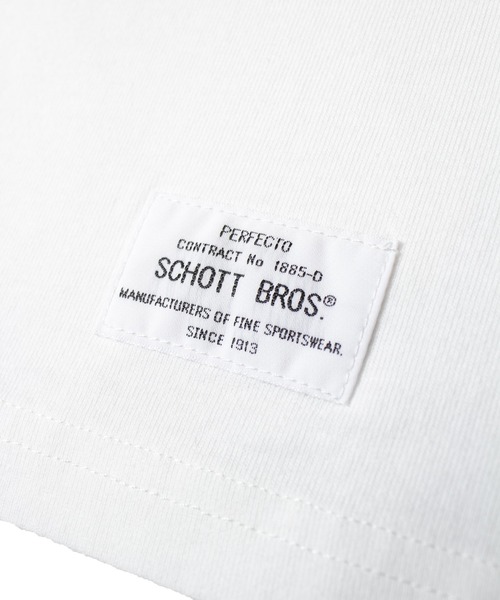 PERFECTO
CONTRACT No 1885-D
SCHOTT BROS.®
MANUFACTURERS OF FINE SPORTSWEAR.
SINCE 1913